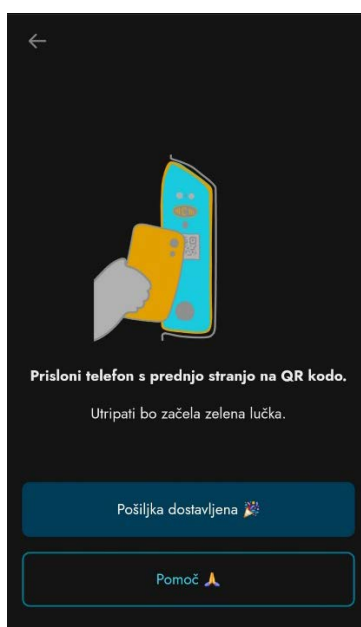 Prisloni telefon s prednjo stranjo na QR kodo.
Utripati bo začela zelena lučka.
Pošiljka dostavljena 🎉
Pomoč 🙏